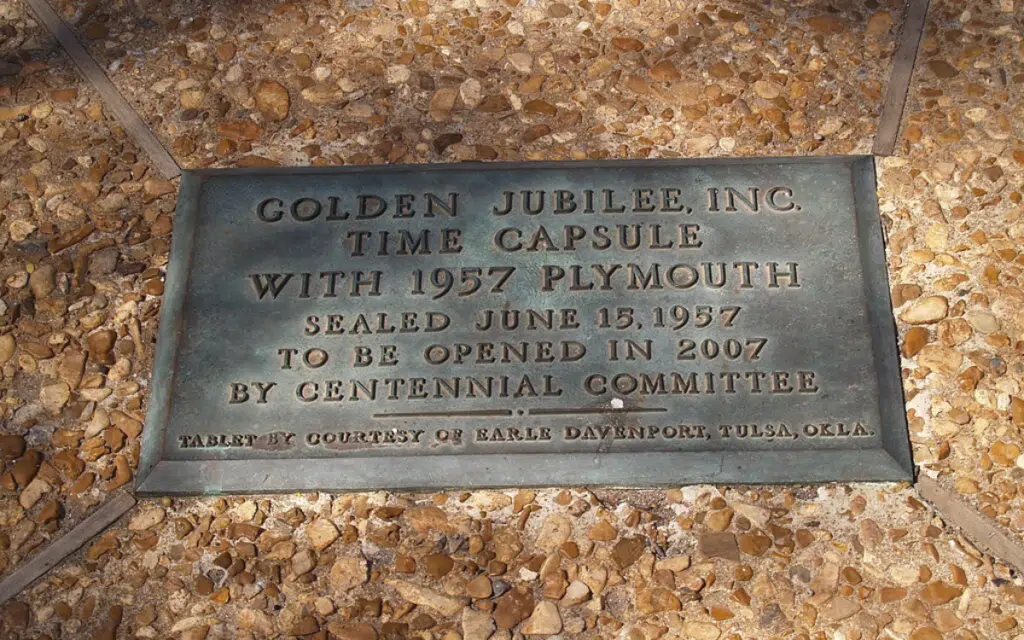 GOLDEN JUBILEE, INC.
TIME CAPSULE
WITH 1957 PLYMOUTH
SEALED JUNE 15, 1957
TO BE OPENED IN 2007
BY CENTENNIAL COMMITTEE
TABLET BY COURTESY OF EARLE DAVENPORT, TULSA, OKLA.